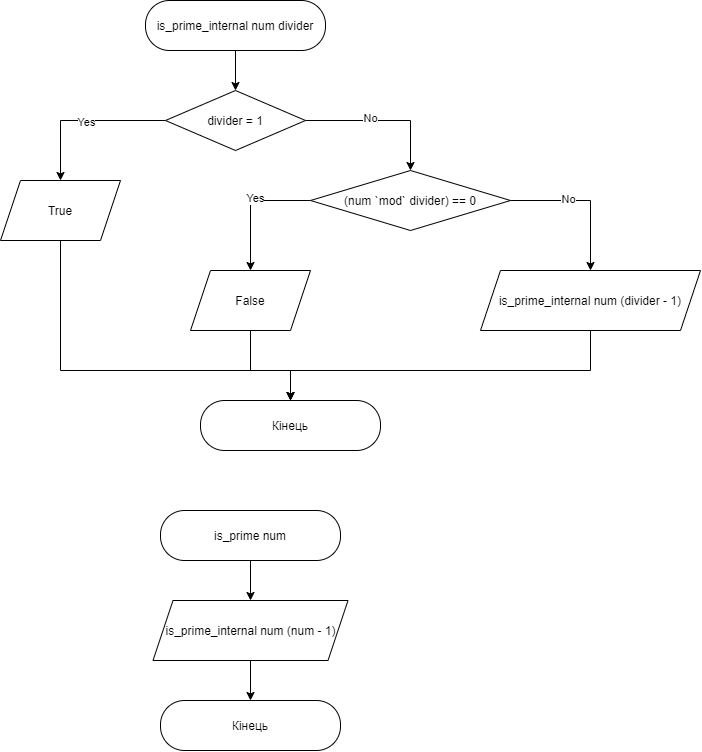 is_prime_internal num divider
divider = 1
Yes
No
True
(num `mod` divider) == 0
Yes
No
False
is_prime_internal num (divider - 1)
Кінець
is_prime num
is_prime_internal num (num - 1)
Кінець